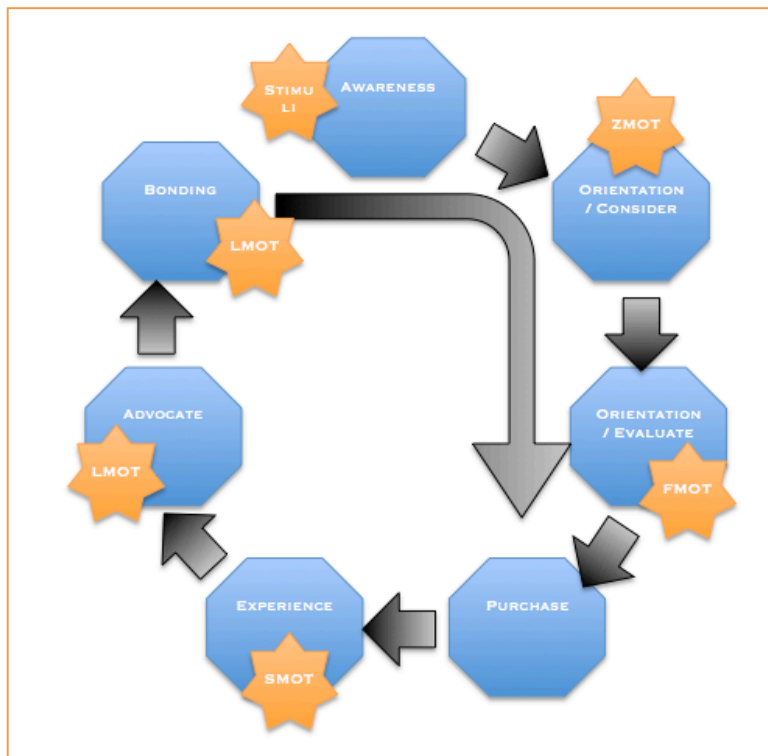 STIMU
LI
AWARENESS
ZMOT
ORIENTATION
/ CONSIDER
BONDING
LMOT
ADVOCATE
LMOT
ORIENTATION
/ EVALUATE
FMOT
EXPERIENCE
SMOT
PURCHASE